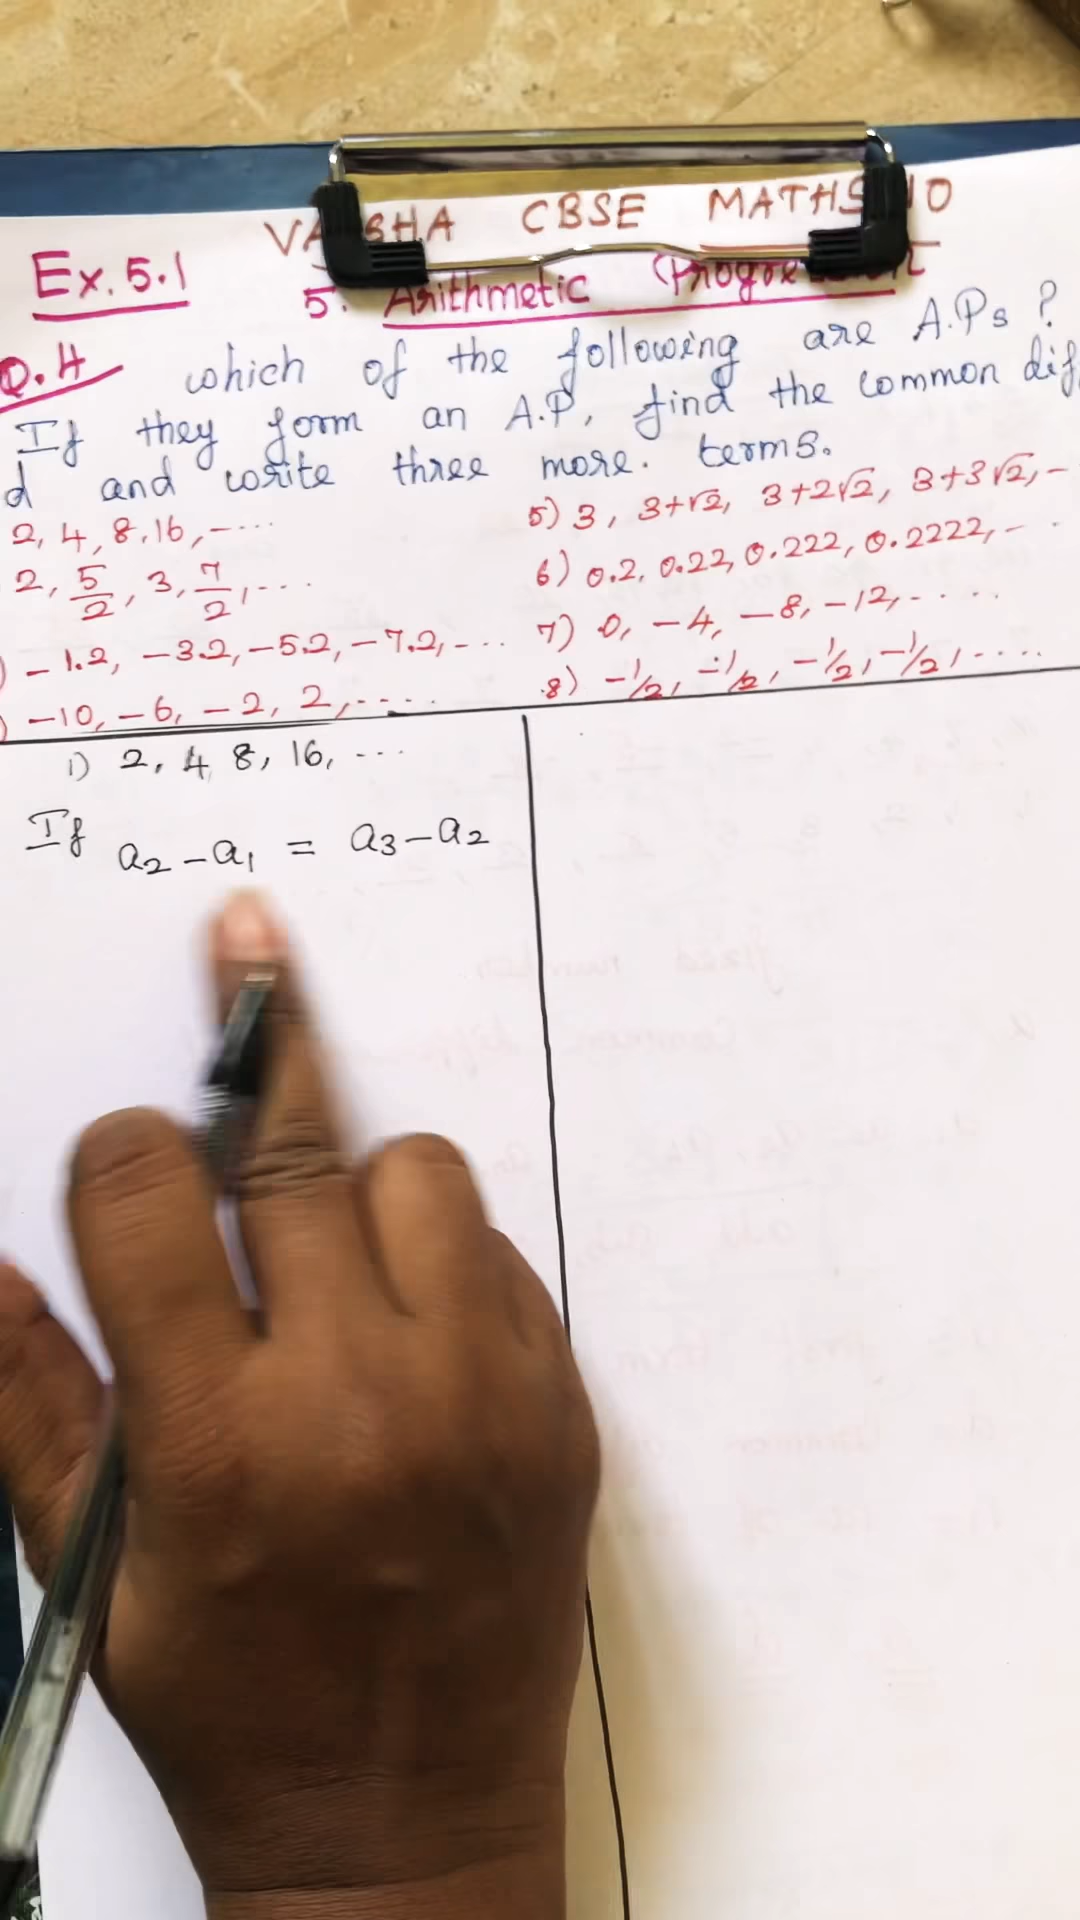 CBSE MATHS 10
Ex. 5.1
5. Arithmetic
Q.4 which of the following are A.Ps ?
If they form an A.P, find the common diff
d and write three more. terms.
2, 4, 8, 16, -...
5) 3, 3+√2, 3+2√2, 3+3√2, -
2, 5/2, 3, 7/2, ...
6) 0.2, 0.22, 0.222, 0.2222, - .
) -1.2, -3.2, -5.2, -7.2, -...
7) 0, -4, -8, -12, -....
) -10, -6, -2, 2, -...
8) -1/2, -1/2, -1/2, -1/2, ....
1) 2, 4, 8, 16, ...
If a₂ - a₁ = a₃ - a₂